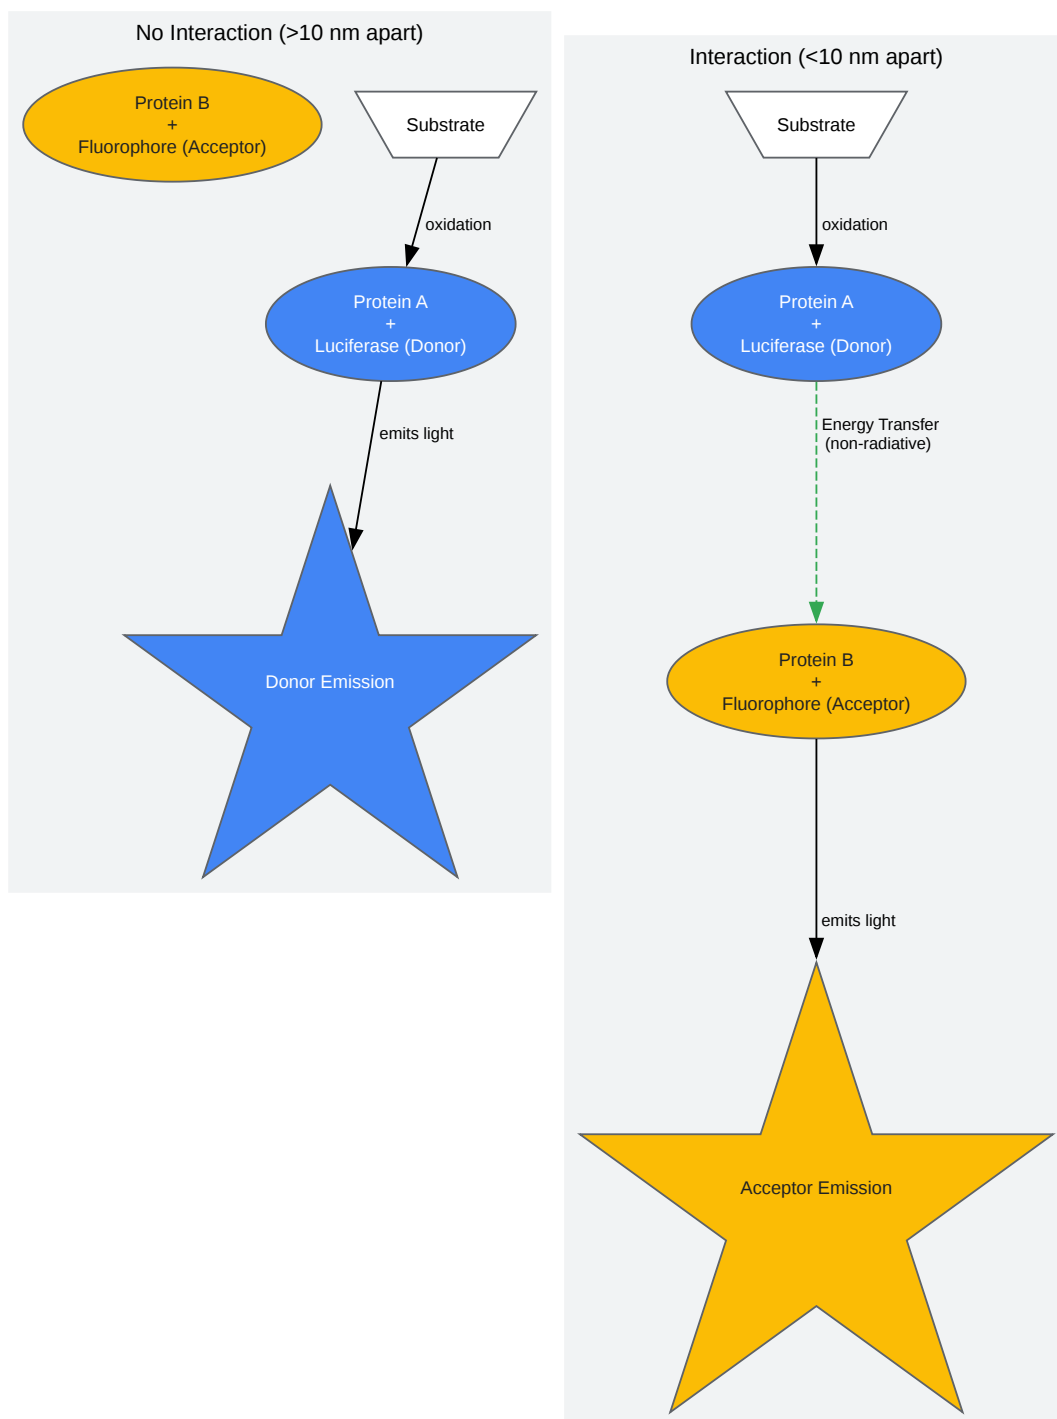 No Interaction (>10 nm apart)
Protein B
+
Fluorophore (Acceptor)
Substrate
oxidation
Protein A
+
Luciferase (Donor)
emits light
Donor Emission
Interaction (<10 nm apart)
Substrate
oxidation
Protein A
+
Luciferase (Donor)
Energy Transfer
(non-radiative)
Protein B
+
Fluorophore (Acceptor)
emits light
Acceptor Emission